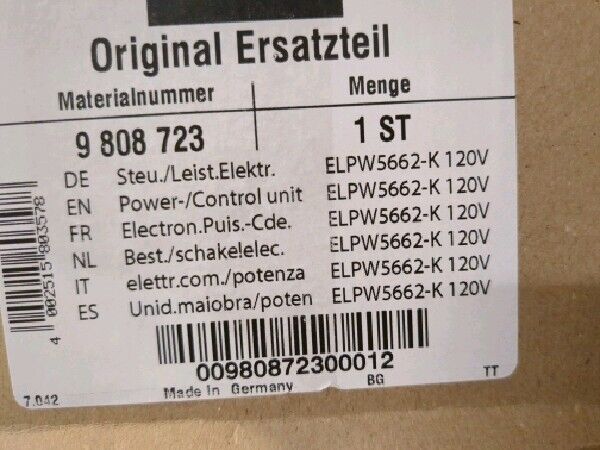 Original Ersatzteil
Materialnummer Menge
9 808 723 1 ST
DE Steu./Leist.Elektr. ELPW5662-K 120V
EN Power-/Control unit ELPW5662-K 120V
FR Electron.Puis.-Cde. ELPW5662-K 120V
NL Best./schakelelec. ELPW5662-K 120V
IT elettr.com./potenza ELPW5662-K 120V
ES Unid.maiobra/poten ELPW5662-K 120V
4 002515 803578
00980872300012
7.042 Made In Germany BG TT